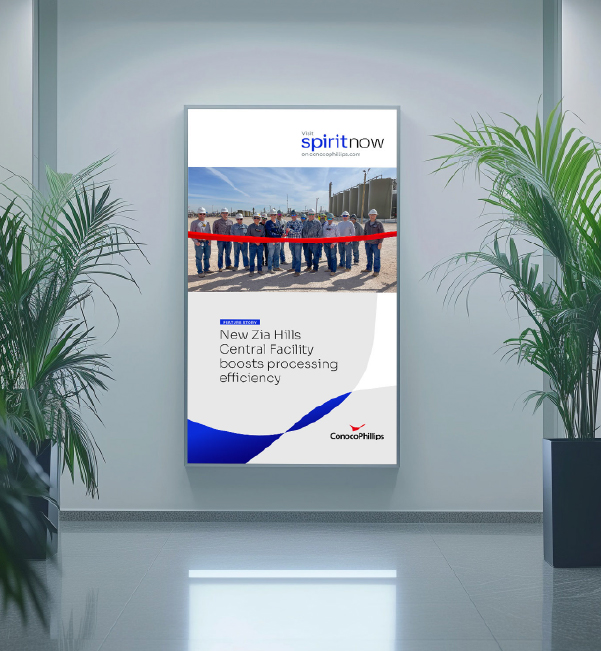 VISIT
spiritnow
on conocophillips.com
FEATURE STORY
New Zia Hills
Central Facility
boosts processing
efficiency
ConocoPhillips